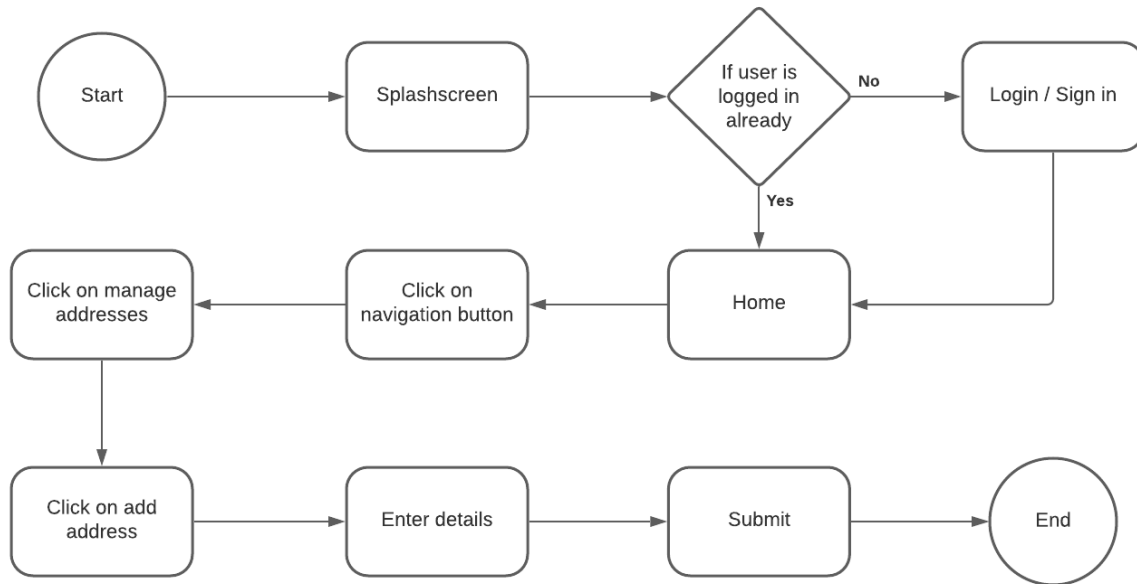 Start
Splashscreen
If user is
logged in
already
No
Login / Sign in
Yes
Click on manage
addresses
Click on
navigation button
Home
Click on add
address
Enter details
Submit
End